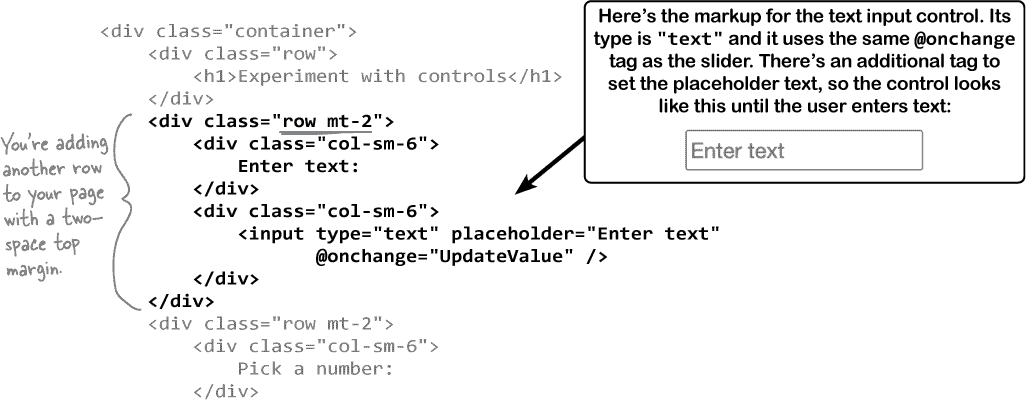 <div class="container">
<div class="row">
<h1>Experiment with controls</h1>
</div>
<div class="row mt-2">
<div class="col-sm-6">
Enter text:
</div>
<div class="col-sm-6">
<input type="text" placeholder="Enter text"
@onchange="UpdateValue" />
</div>
</div>
<div class="row mt-2">
<div class="col-sm-6">
Pick a number:
</div>
You're adding
another row
to your page
with a two-
space top
margin.
Here's the markup for the text input control. Its
type is "text" and it uses the same @onchange
tag as the slider. There's an additional tag to
set the placeholder text, so the control looks
like this until the user enters text:
Enter text